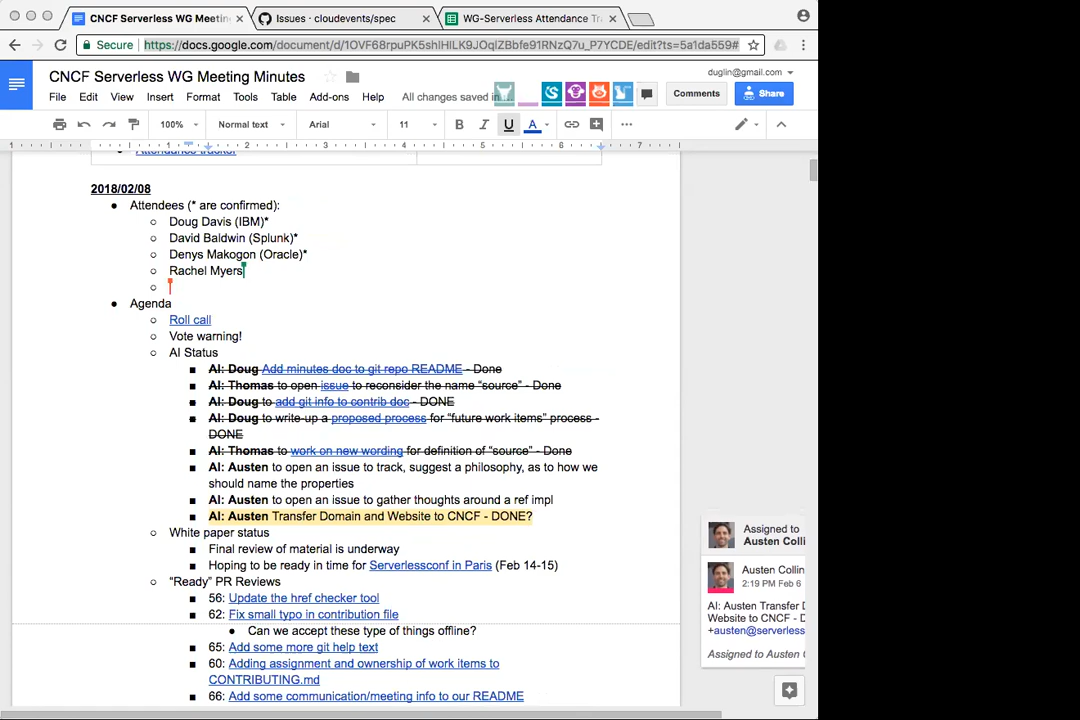 CNCF Serverless WG Meetin
Issues · cloudevents/spec
WG-Serverless Attendance Tr
Secure
https://docs.google.com/document/d/1OVF68rpuPK5shIHILK9JOqlZBbfe91RNzQ7u_P7YCDE/edit?ts=5a1da559#
CNCF Serverless WG Meeting Minutes
duglin@gmail.com
File Edit View Insert Format Tools Table Add-ons Help All changes saved in
Comments
Share
100% Normal text Arial 11 B I U A
1 1 2 3 4 5 6 7
Attendance tracker
2018/02/08
Attendees (* are confirmed):
Doug Davis (IBM)*
David Baldwin (Splunk)*
Denys Makogon (Oracle)*
Rachel Myers
Agenda
Roll call
Vote warning!
AI Status
AI: Doug Add minutes doc to git repo README - Done
AI: Thomas to open issue to reconsider the name “source” - Done
AI: Doug to add git info to contrib doc - DONE
AI: Doug to write-up a proposed process for “future work items” process -
DONE
AI: Thomas to work on new wording for definition of “source” - Done
AI: Austen to open an issue to track, suggest a philosophy, as to how we
should name the properties
AI: Austen to open an issue to gather thoughts around a ref impl
AI: Austen Transfer Domain and Website to CNCF - DONE?
White paper status
Final review of material is underway
Hoping to be ready in time for Serverlessconf in Paris (Feb 14-15)
“Ready” PR Reviews
56: Update the href checker tool
62: Fix small typo in contribution file
Can we accept these type of things offline?
65: Add some more git help text
60: Adding assignment and ownership of work items to
CONTRIBUTING.md
66: Add some communication/meeting info to our README
Assigned to
Austen Colli
Austen Collin
2:19 PM Feb 6
AI: Austen Transfer D
Website to CNCF - D
+austen@serverless
Assigned to Austen C